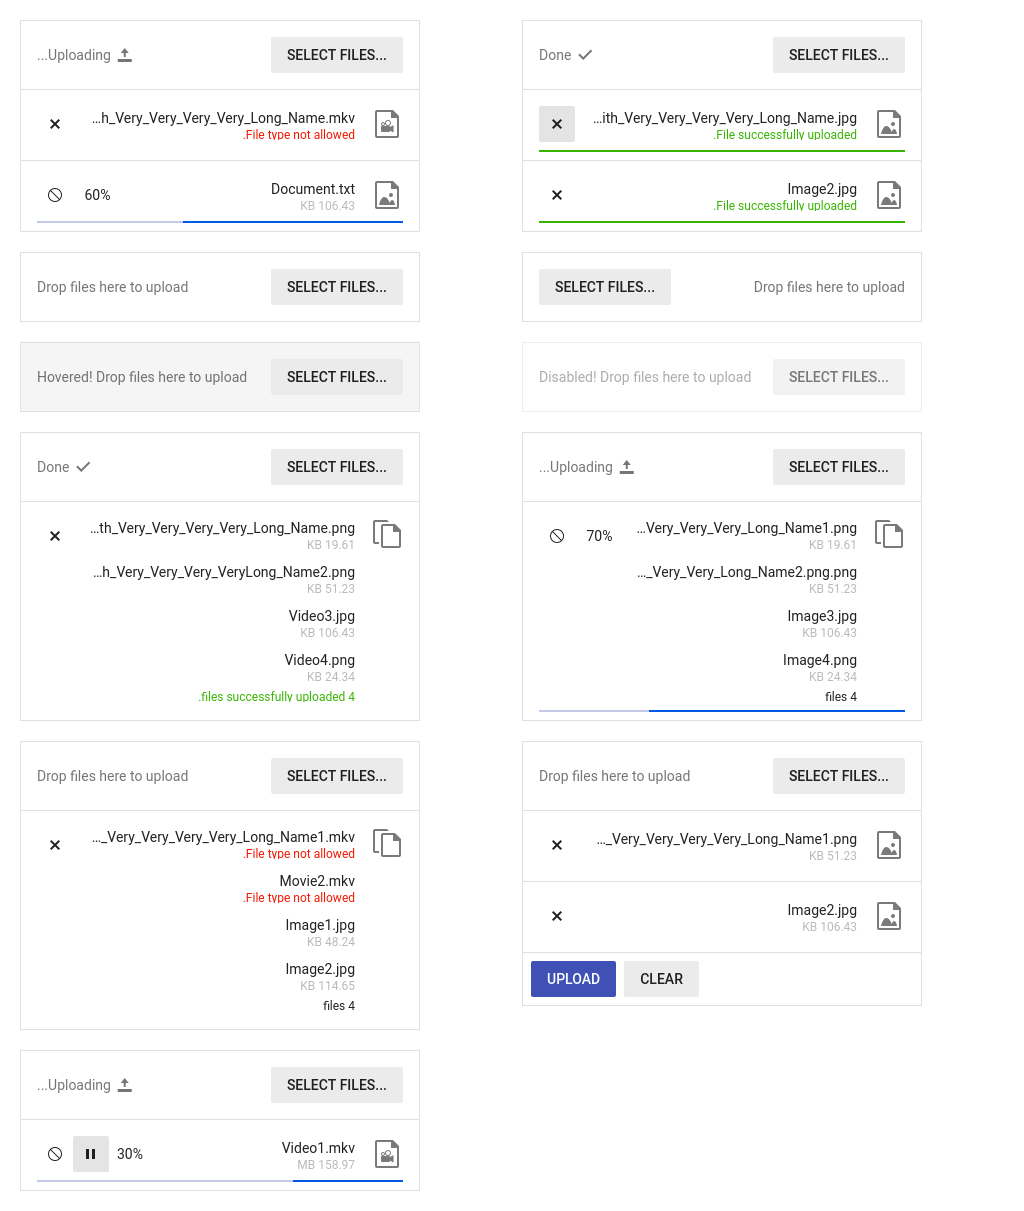 ...Uploading
SELECT FILES...
...h_Very_Very_Very_Very_Long_Name.mkv
.File type not allowed
60%
Document.txt
KB 106.43
Done
SELECT FILES...
...ith_Very_Very_Very_Very_Long_Name.jpg
.File successfully uploaded
Image2.jpg
.File successfully uploaded
Drop files here to upload
SELECT FILES...
SELECT FILES...
Drop files here to upload
Hovered! Drop files here to upload
SELECT FILES...
Disabled! Drop files here to upload
SELECT FILES...
Done
SELECT FILES...
...th_Very_Very_Very_Very_Long_Name.png
KB 19.61
...h_Very_Very_Very_VeryLong_Name2.png
KB 51.23
Video3.jpg
KB 106.43
Video4.png
KB 24.34
.files successfully uploaded 4
...Uploading
SELECT FILES...
70%
...Very_Very_Very_Long_Name1.png
KB 19.61
..._Very_Very_Long_Name2.png.png
KB 51.23
Image3.jpg
KB 106.43
Image4.png
KB 24.34
files 4
Drop files here to upload
SELECT FILES...
..._Very_Very_Very_Very_Long_Name1.mkv
.File type not allowed
Movie2.mkv
.File type not allowed
Image1.jpg
KB 48.24
Image2.jpg
KB 114.65
files 4
Drop files here to upload
SELECT FILES...
..._Very_Very_Very_Very_Long_Name1.png
KB 51.23
Image2.jpg
KB 106.43
UPLOAD
CLEAR
...Uploading
SELECT FILES...
30%
Video1.mkv
MB 158.97